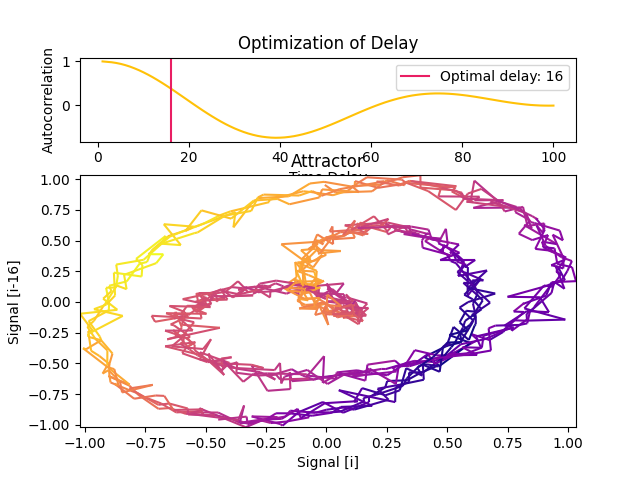 Optimization of Delay
Autocorrelation
1
0
Optimal delay: 16
0 20 40 60 80 100
Time Delay
Attractor
Signal [i-16]
1.00
0.75
0.50
0.25
0.00
−0.25
−0.50
−0.75
−1.00
−1.00 −0.75 −0.50 −0.25 0.00 0.25 0.50 0.75 1.00
Signal [i]